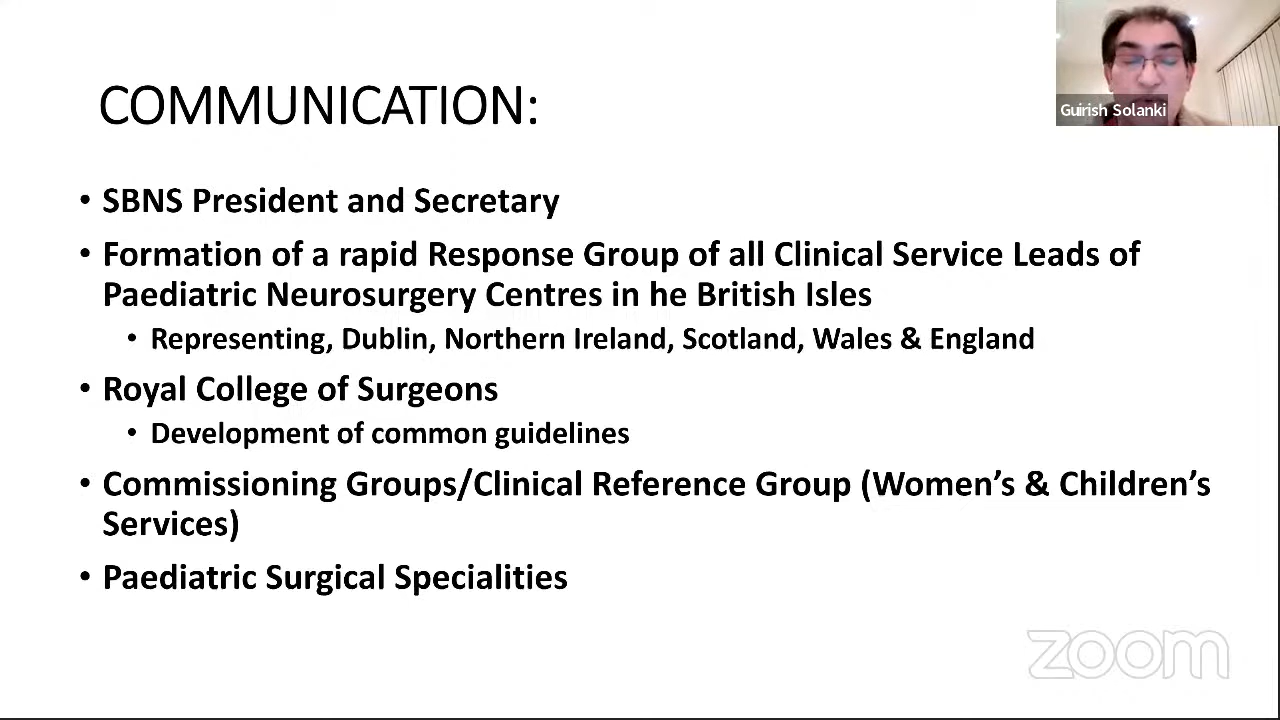 COMMUNICATION:
Guirish Solanki
• SBNS President and Secretary
• Formation of a rapid Response Group of all Clinical Service Leads of
Paediatric Neurosurgery Centres in he British Isles
• Representing, Dublin, Northern Ireland, Scotland, Wales & England
• Royal College of Surgeons
• Development of common guidelines
• Commissioning Groups/Clinical Reference Group (Women’s & Children’s
Services)
• Paediatric Surgical Specialities
zoom